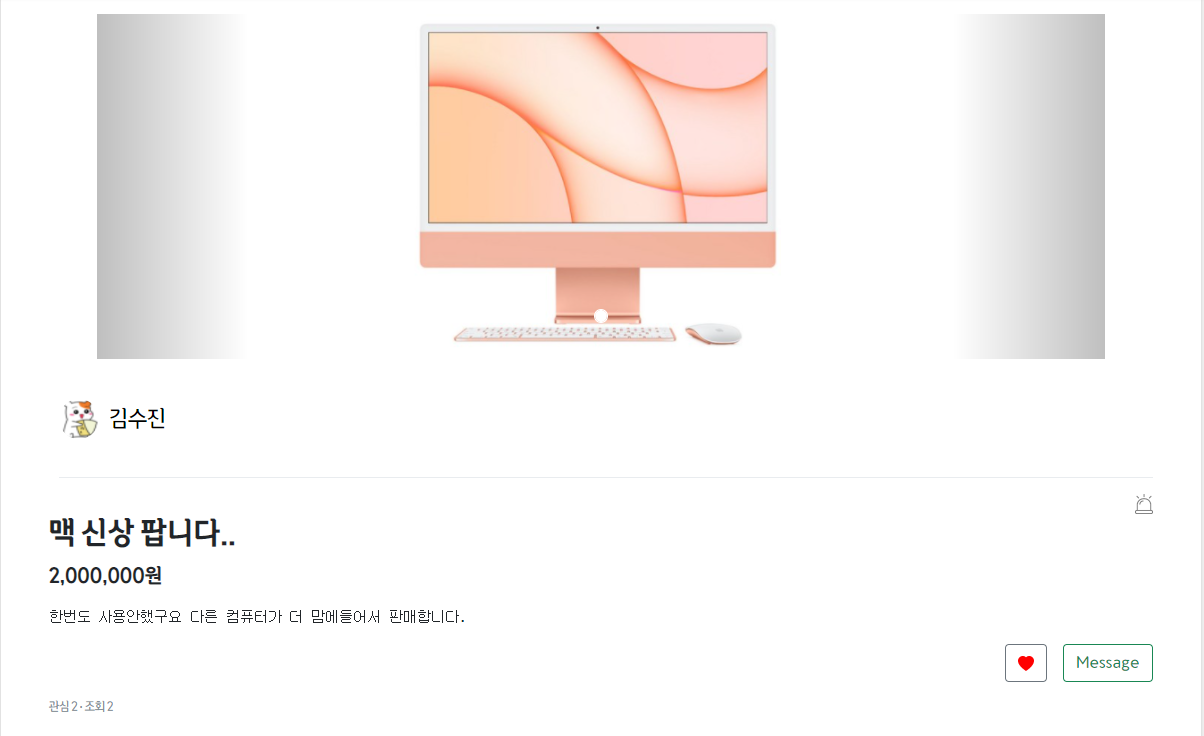 김수진
맥 신상 팝니다..
2,000,000원
한번도 사용안했구요 다른 컴퓨터가 더 맘에들어서 판매합니다.
Message
관심2·조회2